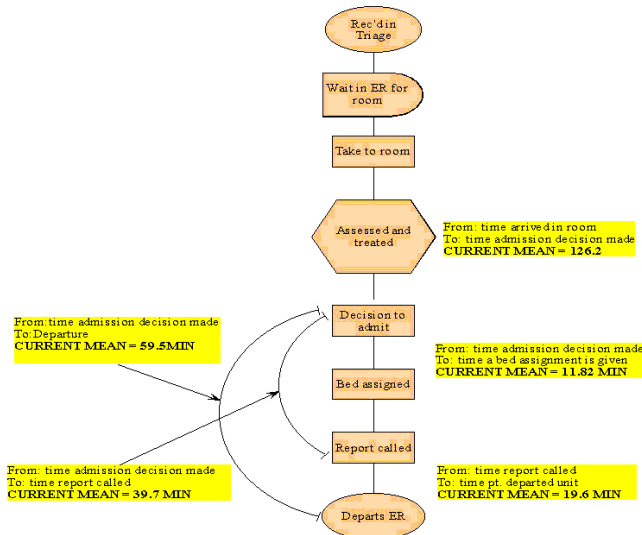 Rec'd in
Triage
Wait in ER for
room
Take to room
Assessed and
treated
From: time arrived in room
To: time admission decision made
CURRENT MEAN = 126.2
Decision to
admit
From: time admission decision made
To: Departure
CURRENT MEAN = 59.5MIN
From: time admission decision made
To: time a bed assignment is given
CURRENT MEAN = 11.82 MIN
Bed assigned
Report called
From: time admission decision made
To: time report called
CURRENT MEAN = 39.7 MIN
From: time report called
To: time pt. departed unit
CURRENT MEAN = 19.6 MIN
Departs ER